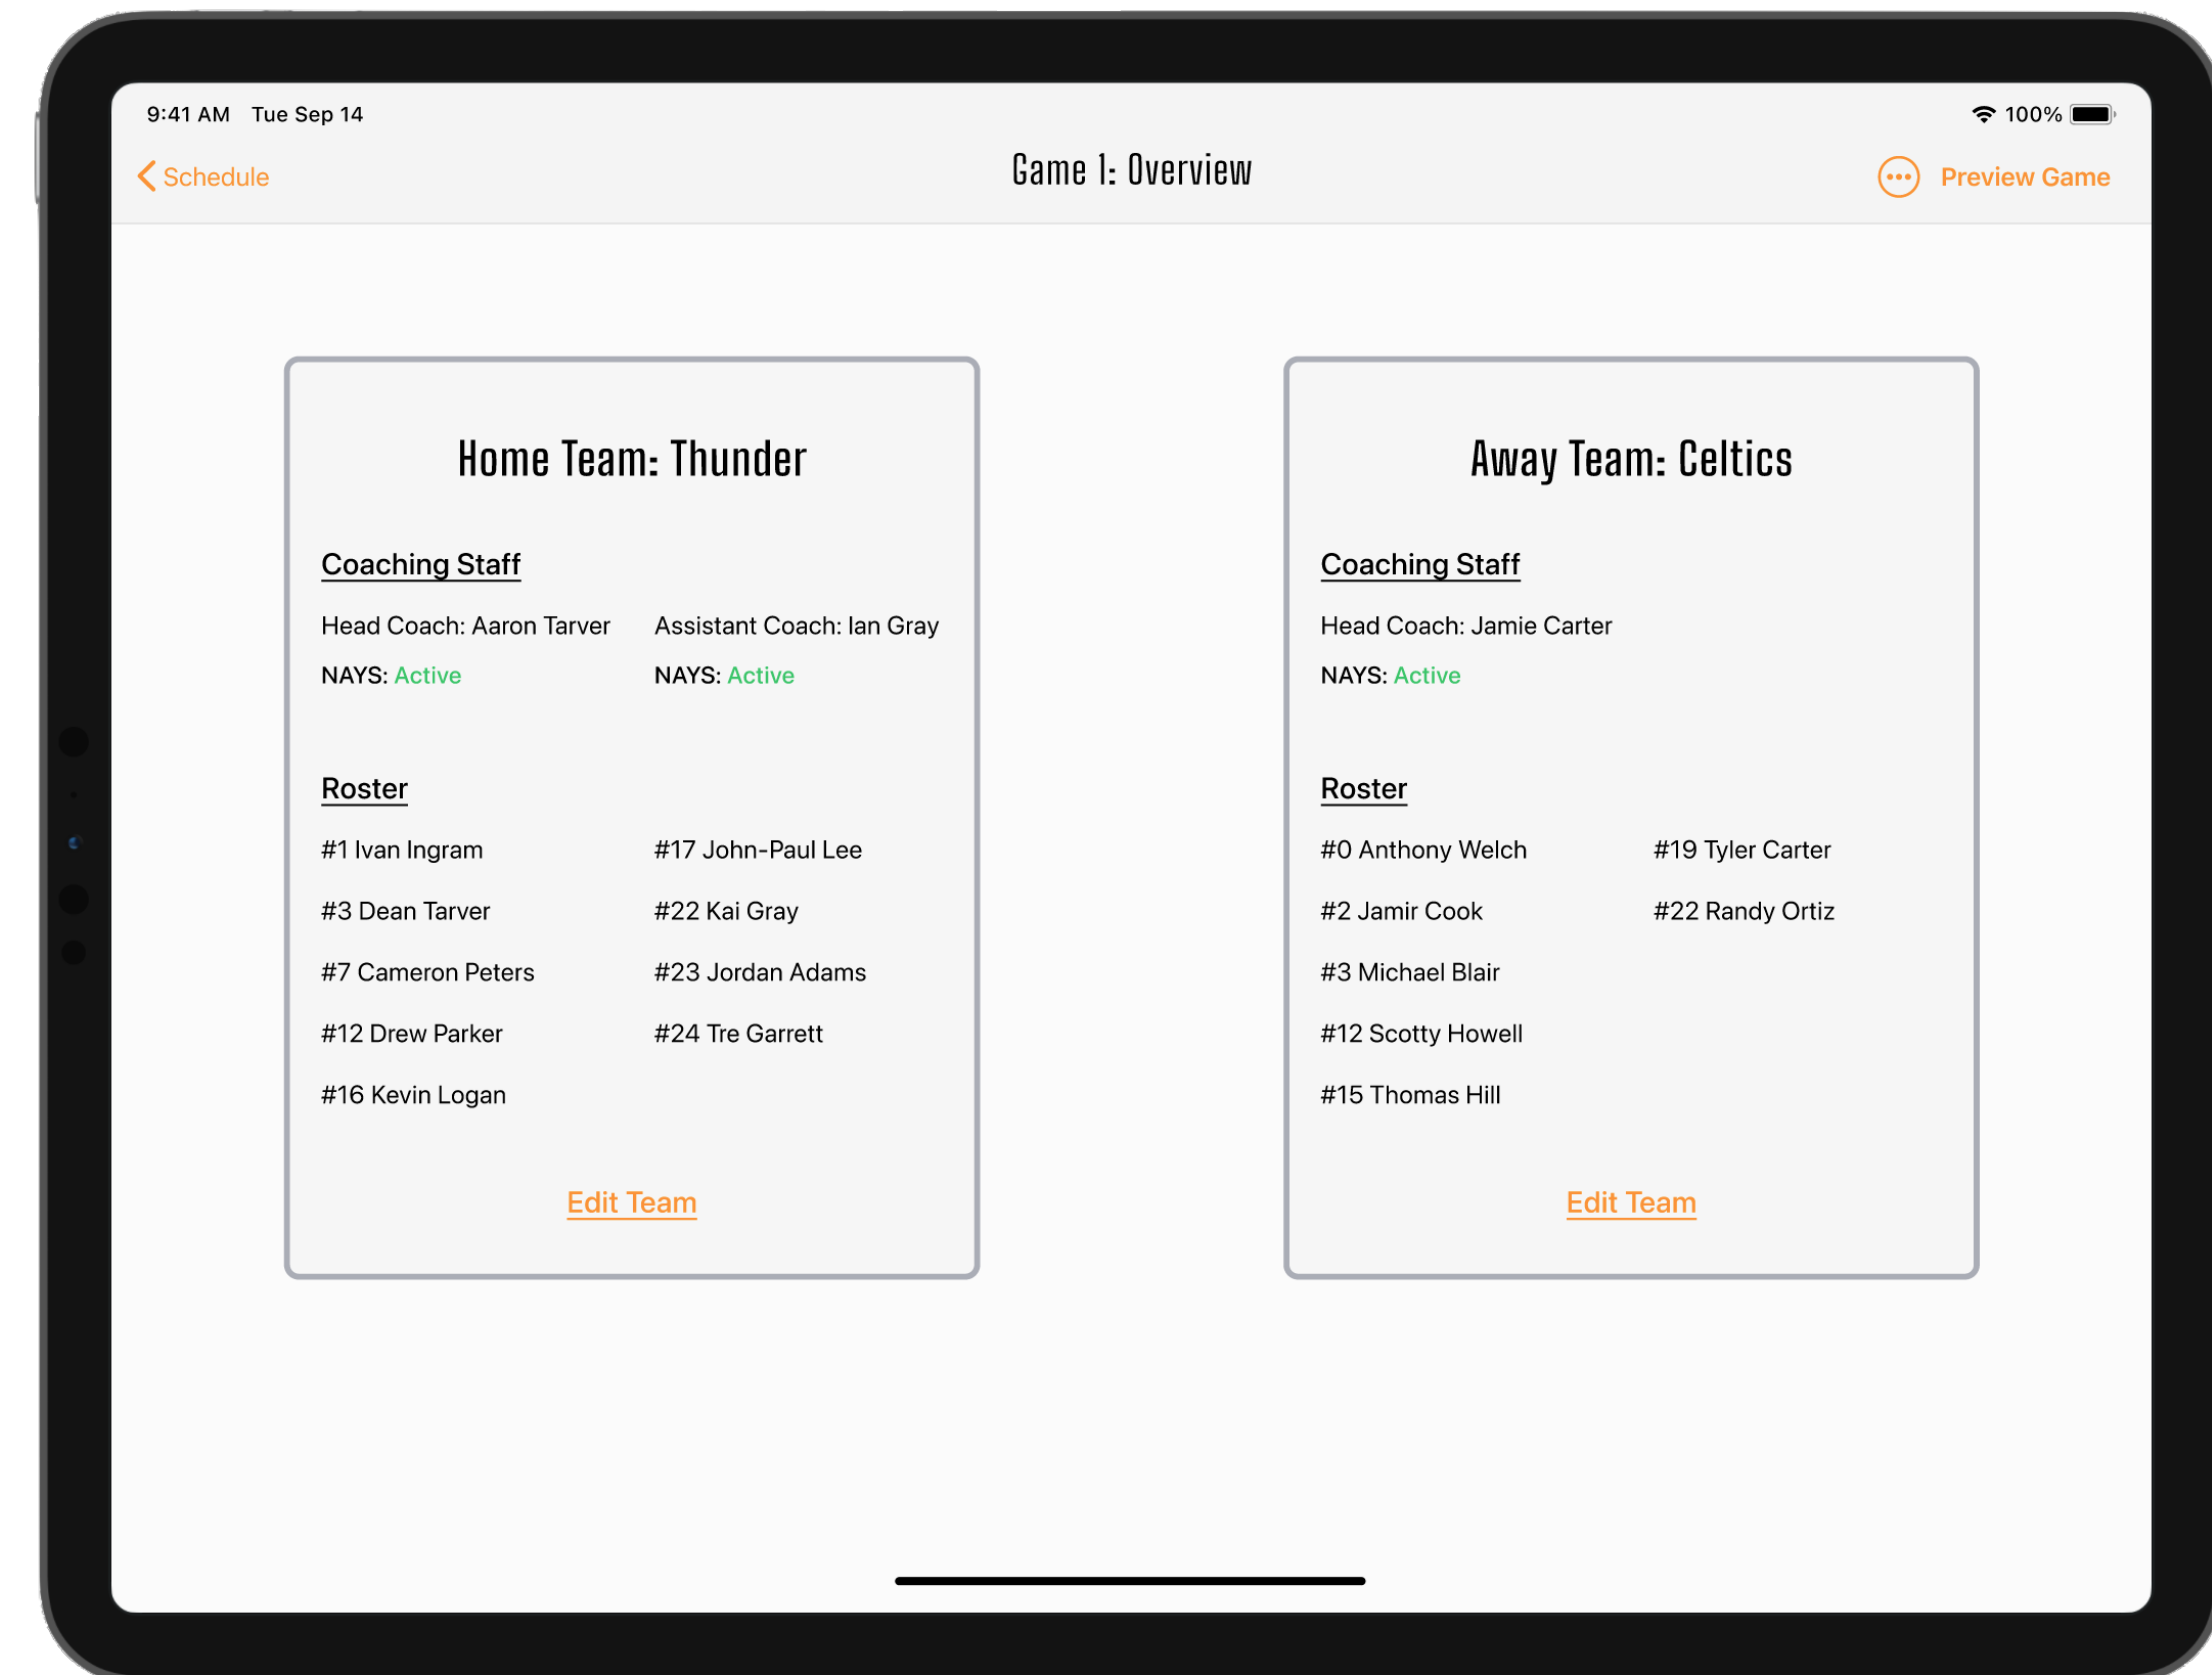 9:41 AM Tue Sep 14
100%
Schedule
Game 1: Overview
Preview Game
Home Team: Thunder
Coaching Staff
Head Coach: Aaron Tarver
Assistant Coach: Ian Gray
NAYS: Active
NAYS: Active
Roster
#1 Ivan Ingram
#17 John-Paul Lee
#3 Dean Tarver
#22 Kai Gray
#7 Cameron Peters
#23 Jordan Adams
#12 Drew Parker
#24 Tre Garrett
#16 Kevin Logan
Edit Team
Away Team: Celtics
Coaching Staff
Head Coach: Jamie Carter
NAYS: Active
Roster
#0 Anthony Welch
#19 Tyler Carter
#2 Jamir Cook
#22 Randy Ortiz
#3 Michael Blair
#12 Scotty Howell
#15 Thomas Hill
Edit Team